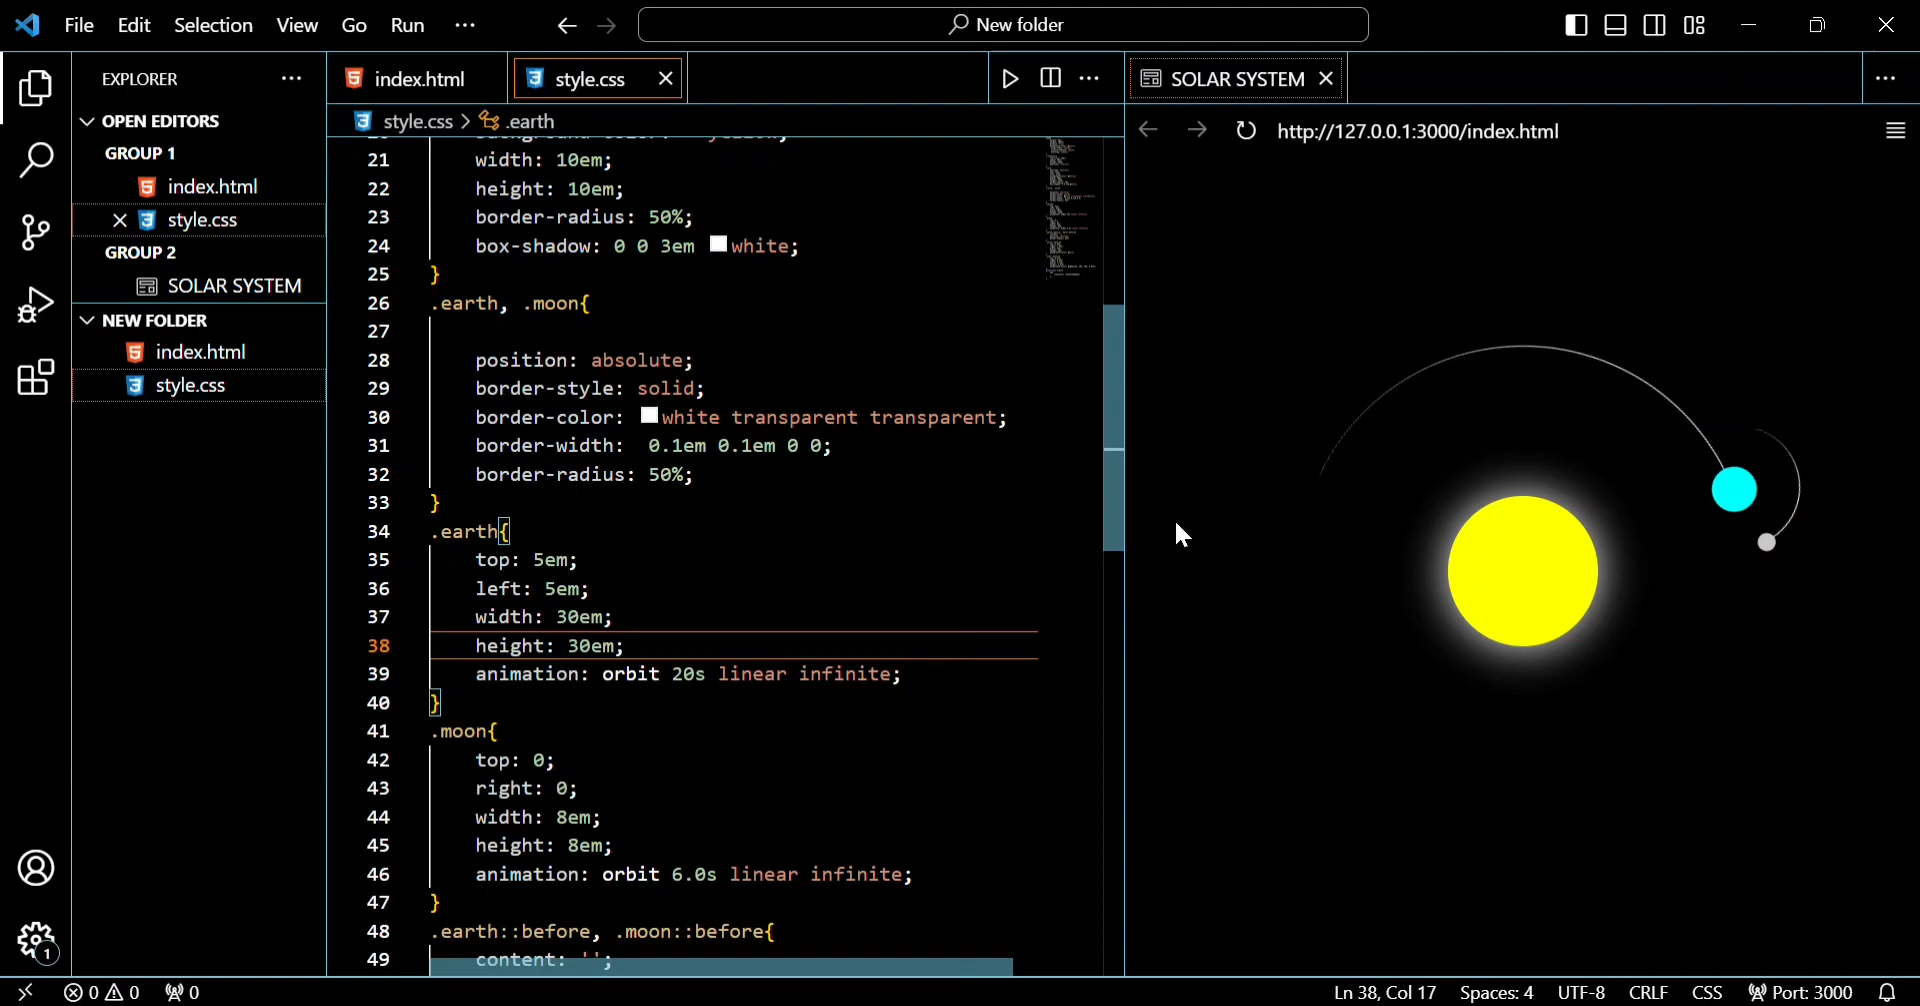 File Edit Selection View Go Run ··· New folder
EXPLORER ···
OPEN EDITORS
GROUP 1
index.html
style.css
GROUP 2
SOLAR SYSTEM
NEW FOLDER
index.html
style.css
1
index.html style.css ···
style.css > .earth
21 width: 10em;
22 height: 10em;
23 border-radius: 50%;
24 box-shadow: 0 0 3em white;
25 }
26 .earth, .moon{
27
28 position: absolute;
29 border-style: solid;
30 border-color: white transparent transparent;
31 border-width:  0.1em 0.1em 0 0;
32 border-radius: 50%;
33 }
34 .earth{
35 top: 5em;
36 left: 5em;
37 width: 30em;
38 height: 30em;
39 animation: orbit 20s linear infinite;
40 }
41 .moon{
42 top: 0;
43 right: 0;
44 width: 8em;
45 height: 8em;
46 animation: orbit 6.0s linear infinite;
47 }
48 .earth::before, .moon::before{
49 content: '';
SOLAR SYSTEM ···
http://127.0.0.1:3000/index.html
0 0 0 Ln 38, Col 17 Spaces: 4 UTF-8 CRLF CSS Port: 3000